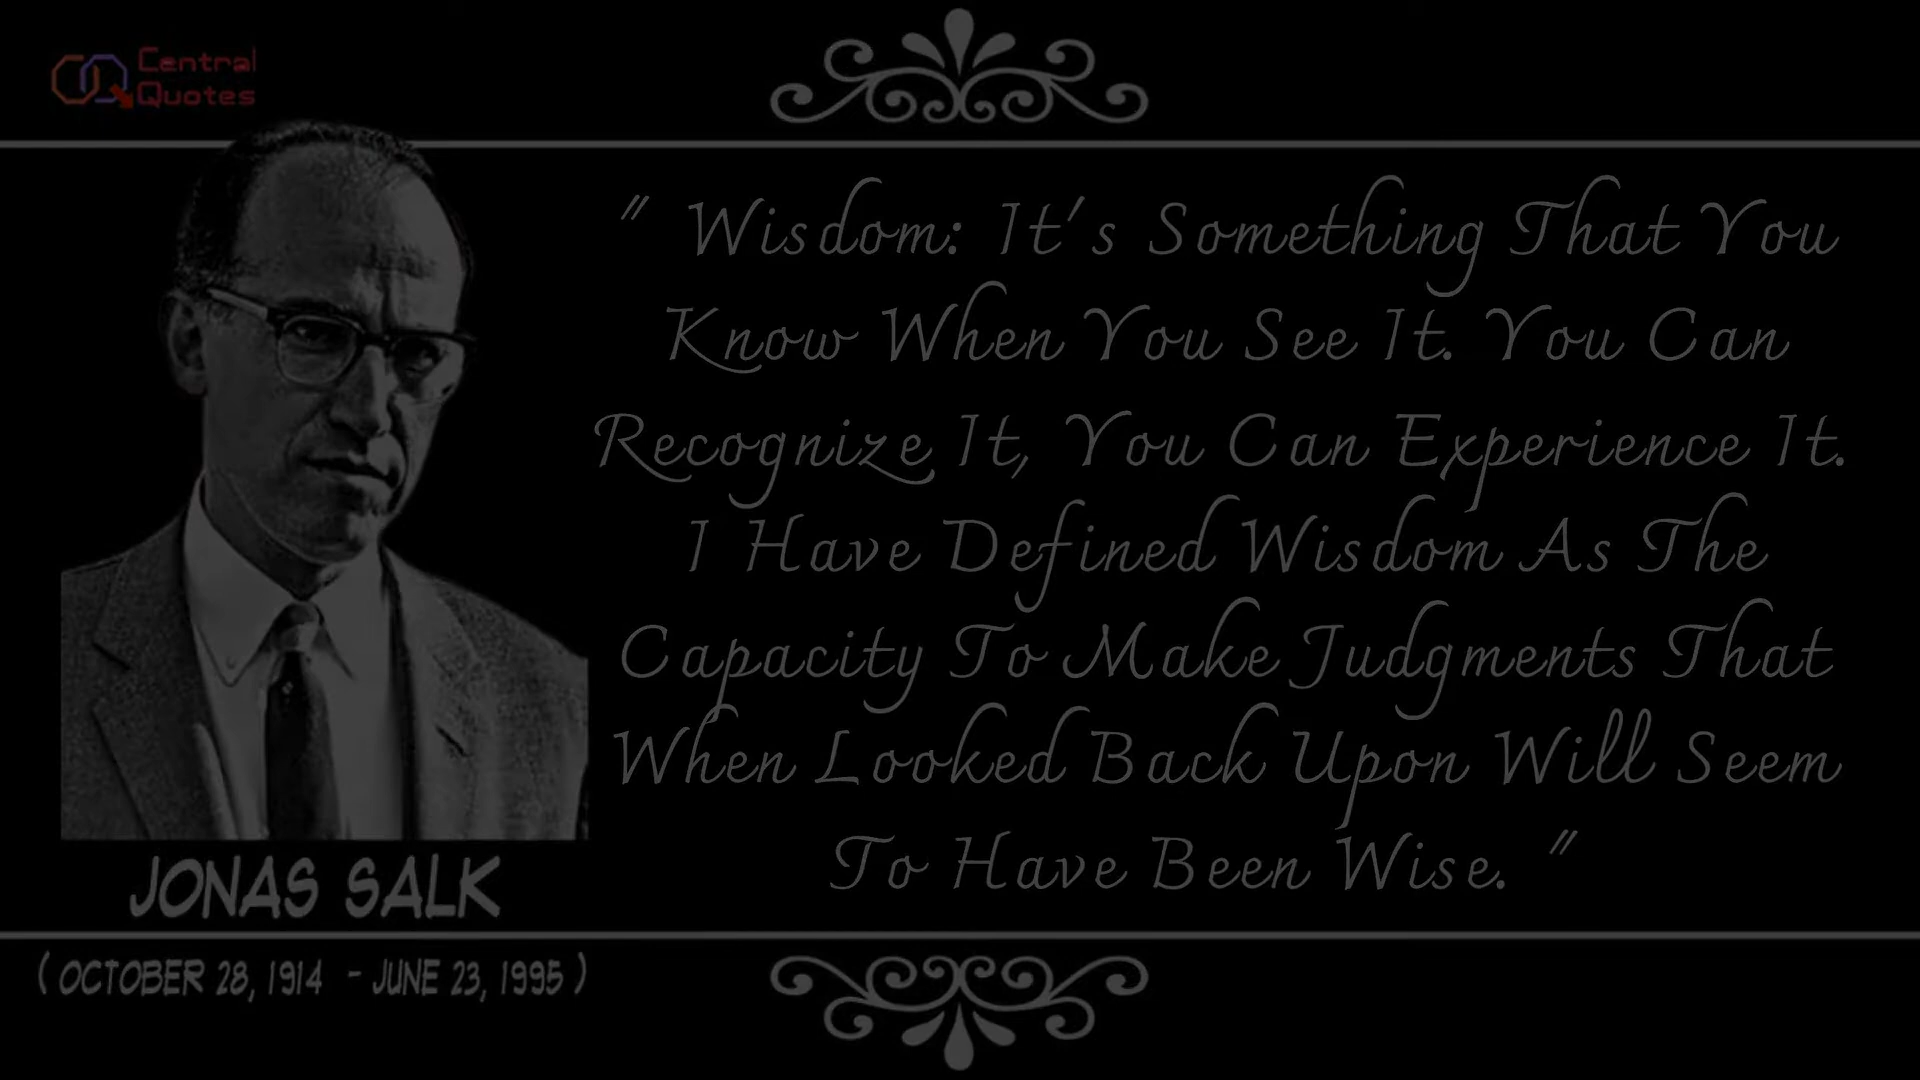 Central
Quotes
" Wisdom: It's Something That You
Know When You See It. You Can
Recognize It, You Can Experience It.
I Have Defined Wisdom As The
Capacity To Make Judgments That
When Looked Back Upon Will Seem
To Have Been Wise. "
JONAS SALK
( OCTOBER 28, 1914 - JUNE 23, 1995 )